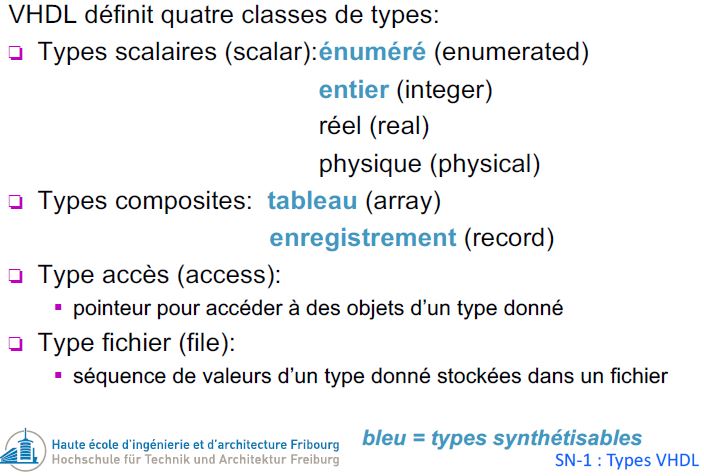 VHDL définit quatre classes de types:
❏ Types scalaires (scalar): énuméré (enumerated)
entier (integer)
réel (real)
physique (physical)
❏ Types composites: tableau (array)
enregistrement (record)
❏ Type accès (access):
▪ pointeur pour accéder à des objets d'un type donné
❏ Type fichier (file):
▪ séquence de valeurs d'un type donné stockées dans un fichier
bleu = types synthétisables
Haute école d'ingénierie et d'architecture Fribourg
Hochschule für Technik und Architektur Freiburg
SN-1 : Types VHDL